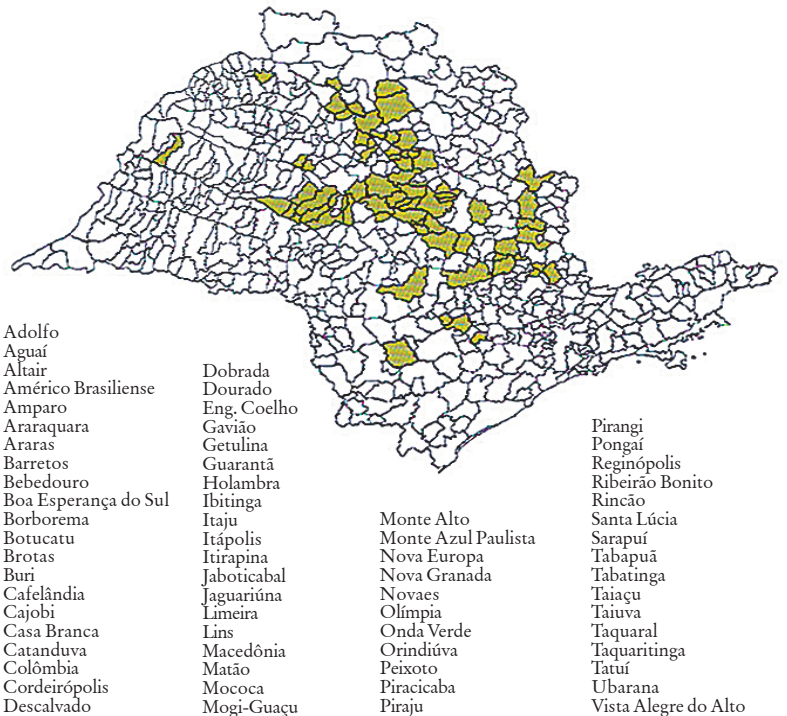 Adolfo
Aguaí
Altair
Américo Brasiliense
Amparo
Araraquara
Araras
Barretos
Bebedouro
Boa Esperança do Sul
Borborema
Botucatu
Brotas
Buri
Cafelândia
Cajobi
Casa Branca
Catanduva
Colômbia
Cordeirópolis
Descalvado
Dobrada
Dourado
Eng. Coelho
Gavião
Getulina
Guarantã
Holambra
Ibitinga
Itaju
Itápolis
Itirapina
Jaboticabal
Jaguariúna
Limeira
Lins
Macedônia
Matão
Mococa
Mogi-Guaçu
Monte Alto
Monte Azul Paulista
Nova Europa
Nova Granada
Novaes
Olímpia
Onda Verde
Orindiúva
Peixoto
Piracicaba
Piraju
Pirangi
Pongaí
Reginópolis
Ribeirão Bonito
Rincão
Santa Lúcia
Sarapuí
Tabapuã
Tabatinga
Taiaçu
Taiuva
Taquaral
Taquaritinga
Tatuí
Ubarana
Vista Alegre do Alto